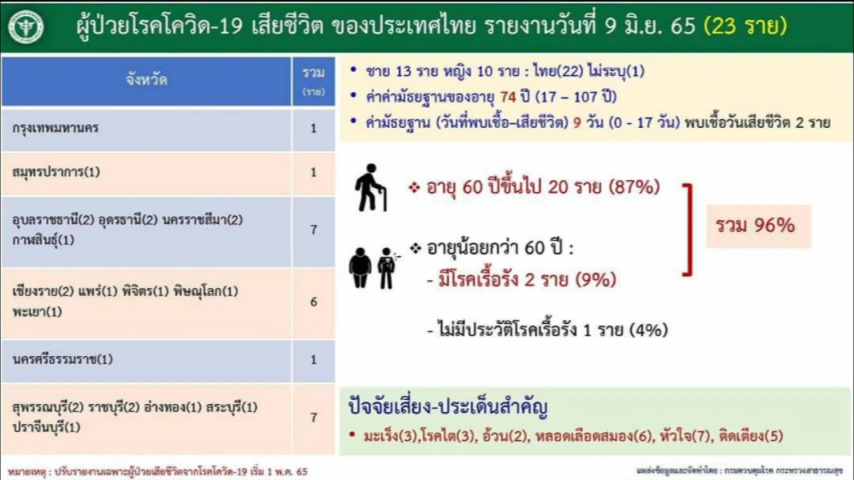 ผู้ป่วยโรคโควิด-19 เสียชีวิต ของประเทศไทย รายงานวันที่ 9 มิ.ย. 65 (23 ราย)
จังหวัด
รวม
(ราย)
กรุงเทพมหานคร 1
สมุทรปราการ(1) 1
อุบลราชธานี(2) อุดรธานี(2) นครราชสีมา(2)
กาฬสินธุ์(1)
7
เชียงราย(2) แพร่(1) พิจิตร(1) พิษณุโลก(1)
พะเยา(1)
6
นครศรีธรรมราช(1) 1
สุพรรณบุรี(2) ราชบุรี(2) อ่างทอง(1) สระบุรี(1)
ปราจีนบุรี(1)
7
• ชาย 13 ราย หญิง 10 ราย : ไทย(22) ไม่ระบุ(1)
• ค่าค่ามัธยฐานของอายุ 74 ปี (17 – 107 ปี)
• ค่ามัธยฐาน (วันที่พบเชื้อ–เสียชีวิต) 9 วัน (0 - 17 วัน) พบเชื้อวันเสียชีวิต 2 ราย
❖ อายุ 60 ปีขึ้นไป 20 ราย (87%)
รวม 96%
❖ อายุน้อยกว่า 60 ปี :
- มีโรคเรื้อรัง 2 ราย (9%)
- ไม่มีประวัติโรคเรื้อรัง 1 ราย (4%)
ปัจจัยเสี่ยง-ประเด็นสำคัญ
• มะเร็ง(3),โรคไต(3), อ้วน(2), หลอดเลือดสมอง(6), หัวใจ(7), ติดเตียง(5)
หมายเหตุ : ปรับรายงานเฉพาะผู้ป่วยเสียชีวิตจากโรคโควิด-19 เริ่ม 1 พ.ค. 65
แหล่งข้อมูลและจัดทำโดย : กรมควบคุมโรค กระทรวงสาธารณสุข